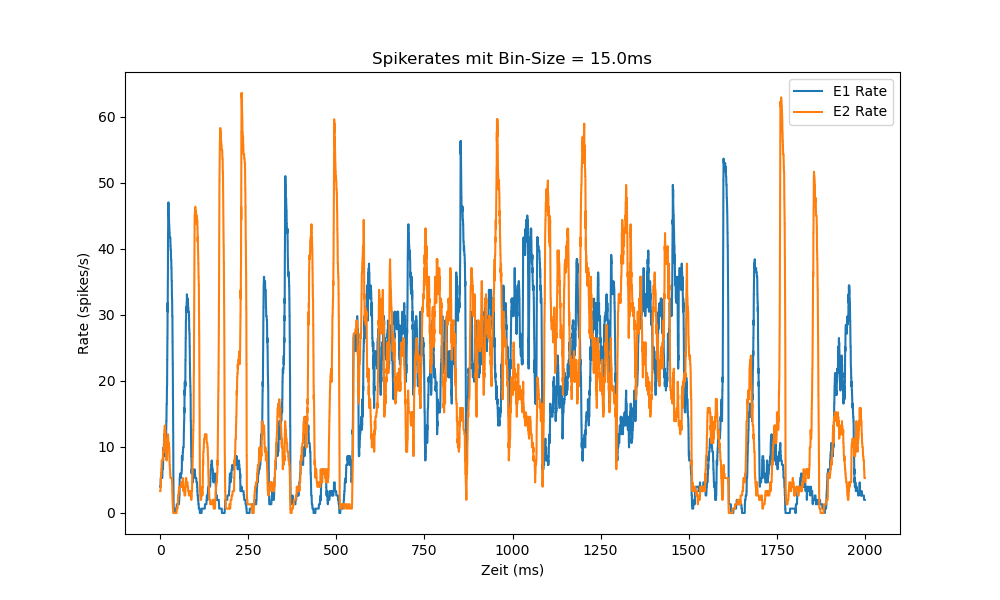 Spikerates mit Bin-Size = 15.0ms
E1 Rate
E2 Rate
60
50
40
30
20
10
0
Rate (spikes/s)
0 250 500 750 1000 1250 1500 1750 2000
Zeit (ms)